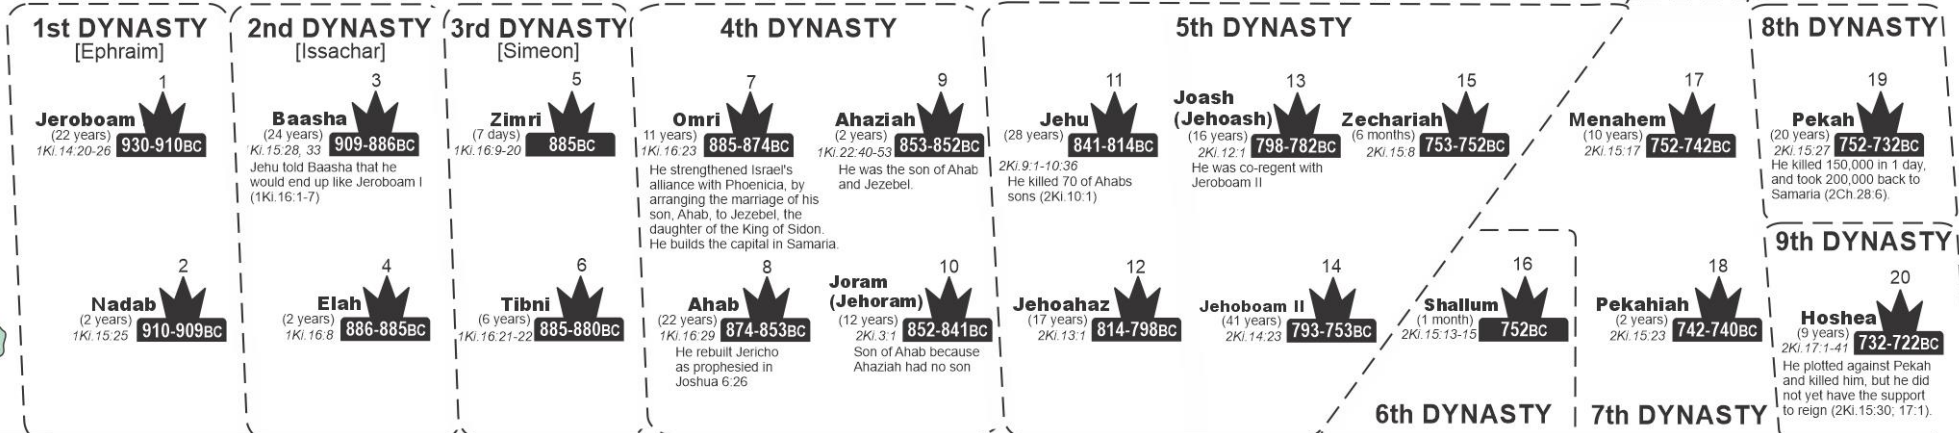 1st DYNASTY
[Ephraim]
1
Jeroboam
(22 years)
1Ki.14:20-26
930-910BC
2
Nadab
(2 years)
1Ki.15:25
910-909BC
2nd DYNASTY
[Issachar]
3
Baasha
(24 years)
1Ki.15:28, 33
909-886BC
Jehu told Baasha that he
would end up like Jeroboam I
(1Ki.16:1-7)
4
Elah
(2 years)
1Ki.16:8
886-885BC
3rd DYNASTY
[Simeon]
5
Zimri
(7 days)
1Ki.16:9-20
885BC
6
Tibni
(6 years)
1Ki.16:21-22
885-880BC
4th DYNASTY
7
Omri
11 years)
1Ki.16:23
885-874BC
He strengthened Israel's
alliance with Phoenicia, by
arranging the marriage of his
son, Ahab, to Jezebel, the
daughter of the King of Sidon.
He builds the capital in Samaria.
8
Ahab
(22 years)
1Ki.16:29
874-853BC
He rebuilt Jericho
as prophesied in
Joshua 6:26
9
Ahaziah
(2 years)
1Ki.22:40-53
853-852BC
He was the son of Ahab
and Jezebel.
10
Joram
(Jehoram)
(12 years)
2Ki.3:1
852-841BC
Son of Ahab because
Ahaziah had no son
5th DYNASTY
11
Jehu
(28 years)
841-814BC
2Ki.9:1-10:36
He killed 70 of Ahabs
sons (2Ki.10:1)
12
Jehoahaz
(17 years)
2Ki.13:1
814-798BC
13
Joash
(Jehoash)
(16 years)
2Ki.12:1
798-782BC
He was co-regent with
Jeroboam II
14
Jehoboam II
(41 years)
2Ki.14:23
793-753BC
15
Zechariah
(6 months)
2Ki.15:8
753-752BC
16
Shallum
(1 month)
2Ki.15:13-15
752BC
6th DYNASTY
17
Menahem
(10 years)
2Ki.15:17
752-742BC
18
Pekahiah
(2 years)
2Ki.15:23
742-740BC
7th DYNASTY
8th DYNASTY
19
Pekah
(20 years)
2Ki.15:27
752-732BC
He killed 150,000 in 1 day,
and took 200,000 back to
Samaria (2Ch.28:6).
9th DYNASTY
20
Hoshea
(9 years)
2Ki.17:1-41
732-722BC
He plotted against Pekah
and killed him, but he did
not yet have the support
to reign (2Ki.15:30; 17:1).